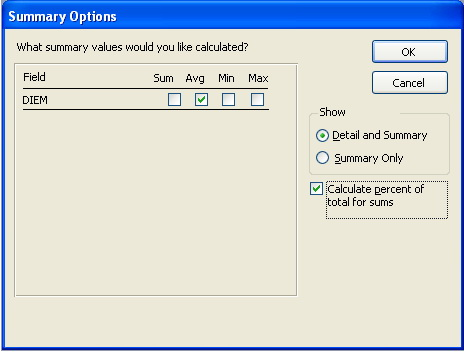 Summary Options
What summary values would you like calculated?
OK
Cancel
Field Sum Avg Min Max
DIEM
Show
Detail and Summary
Summary Only
Calculate percent of
total for sums